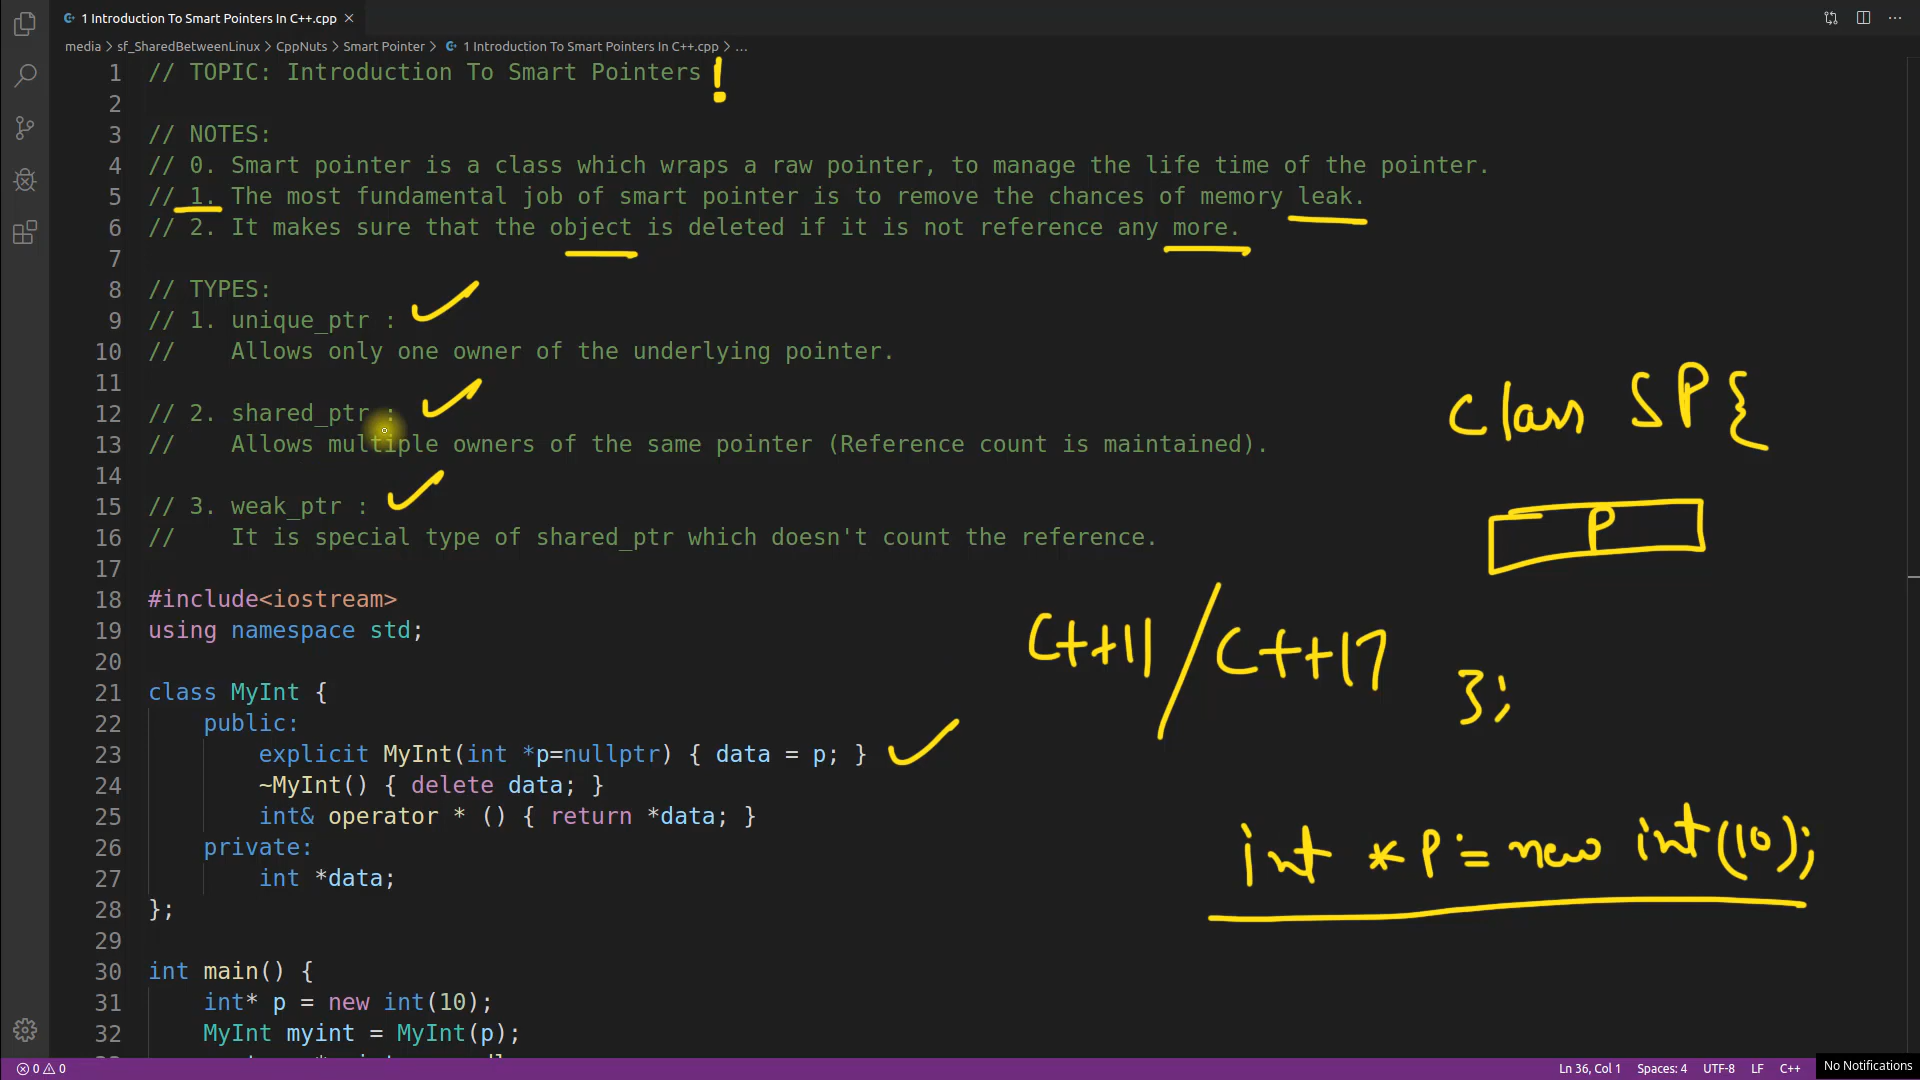 1 Introduction To Smart Pointers In C++.cpp
media > sf_SharedBetweenLinux > CppNuts > Smart Pointer > 1 Introduction To Smart Pointers In C++.cpp > ...
1 // TOPIC: Introduction To Smart Pointers !
2
3 // NOTES:
4 // 0. Smart pointer is a class which wraps a raw pointer, to manage the life time of the pointer.
5 // 1. The most fundamental job of smart pointer is to remove the chances of memory leak.
6 // 2. It makes sure that the object is deleted if it is not reference any more.
7
8 // TYPES:
9 // 1. unique_ptr :
10 //    Allows only one owner of the underlying pointer.
11
12 // 2. shared_ptr :
13 //    Allows multiple owners of the same pointer (Reference count is maintained).
14
15 // 3. weak_ptr :
16 //    It is special type of shared_ptr which doesn't count the reference.
17
18 #include<iostream>
19 using namespace std;
20
21 class MyInt {
22     public:
23         explicit MyInt(int *p=nullptr) { data = p; }
24         ~MyInt() { delete data; }
25         int& operator * () { return *data; }
26     private:
27         int *data;
28 };
29
30 int main() {
31     int* p = new int(10);
32     MyInt myint = MyInt(p);
class SP{
P
C++11 / C++17
};
int * P = new int(10);
0 0
Ln 36, Col 1 Spaces: 4 UTF-8 LF C++ No Notifications